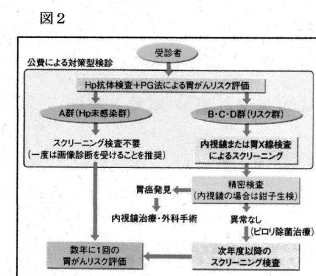 図2
受診者
公費による対策型検診
Hp抗体検査+PG法による胃がんリスク評価
A群(Hp未感染群)
B・C・D群(リスク群)
スクリーニング検査不要
(一度は画像診断を受けることを推奨)
内視鏡または胃X線検査
によるスクリーニング
胃癌発見
精密検査
(内視鏡の場合は鉗子生検)
内視鏡治療・外科手術
異常なし
(ピロリ除菌治療)
数年に1回の
胃がんリスク評価
次年度以降の
スクリーニング検査